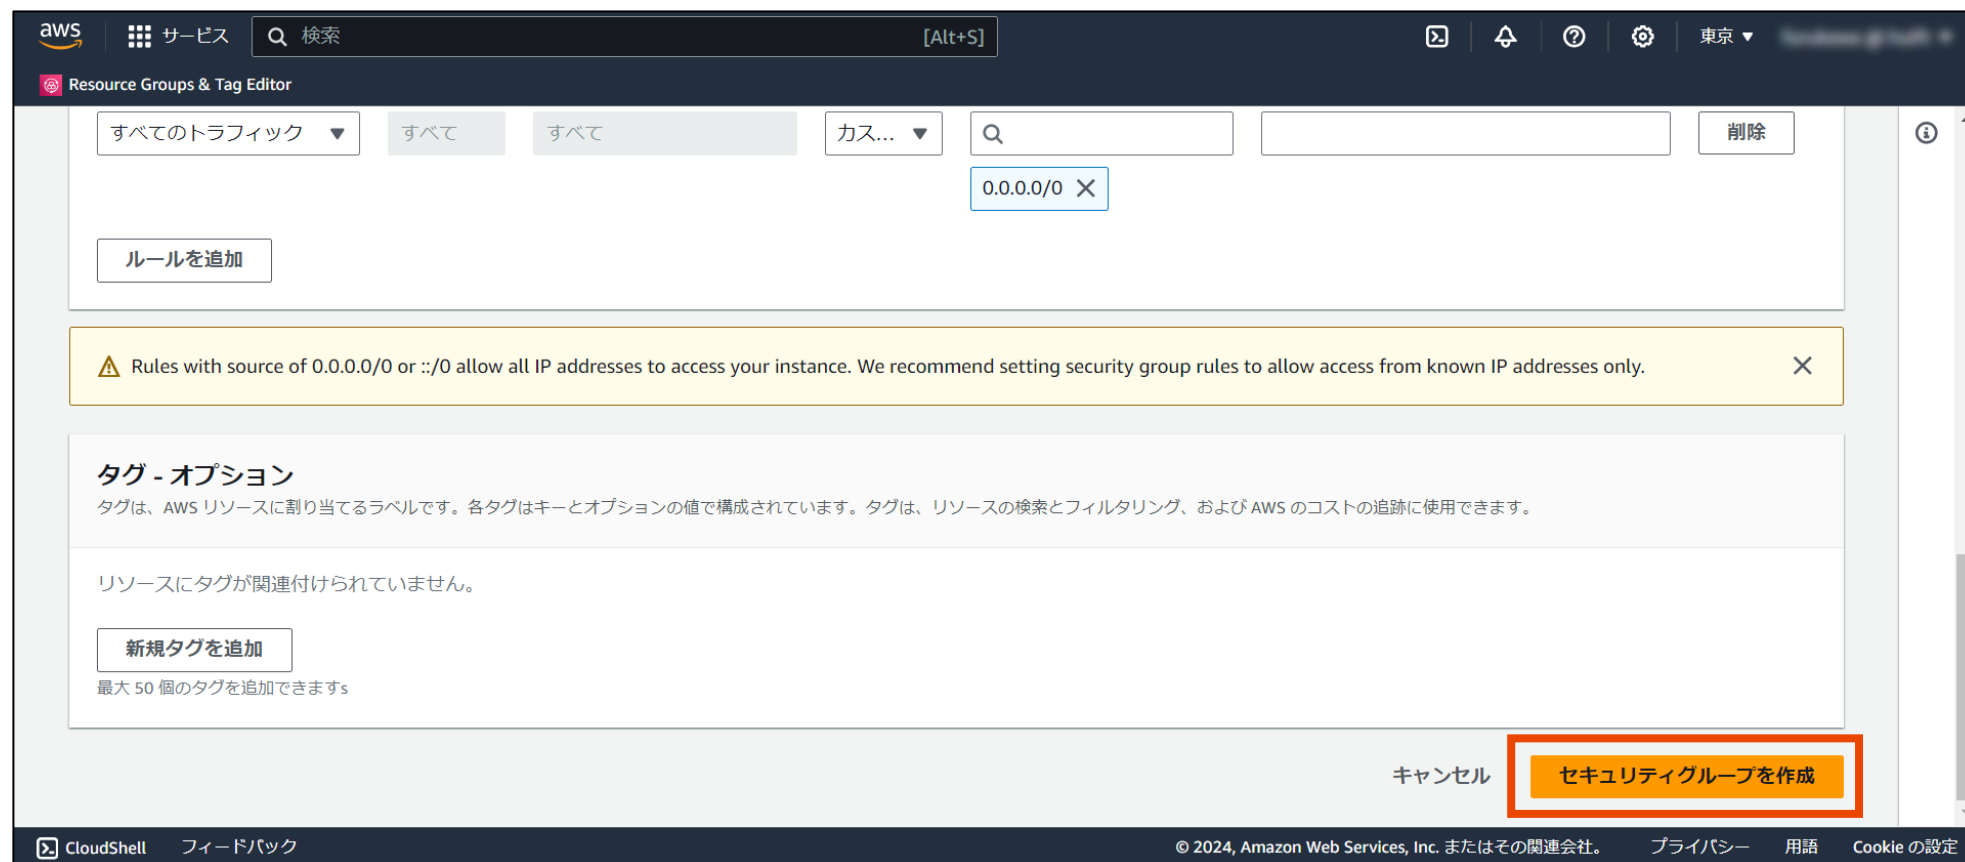 aws サービス 検索 [Alt+S] 東京
Resource Groups & Tag Editor
すべてのトラフィック すべて すべて カス... 削除
0.0.0.0/0
ルールを追加
Rules with source of 0.0.0.0/0 or ::/0 allow all IP addresses to access your instance. We recommend setting security group rules to allow access from known IP addresses only.
タグ - オプション
タグは、AWS リソースに割り当てるラベルです。各タグはキーとオプションの値で構成されています。タグは、リソースの検索とフィルタリング、および AWS のコストの追跡に使用できます。
リソースにタグが関連付けられていません。
新規タグを追加
最大 50 個のタグを追加できますs
キャンセル セキュリティグループを作成
CloudShell フィードバック © 2024, Amazon Web Services, Inc. またはその関連会社。 プライバシー 用語 Cookie の設定